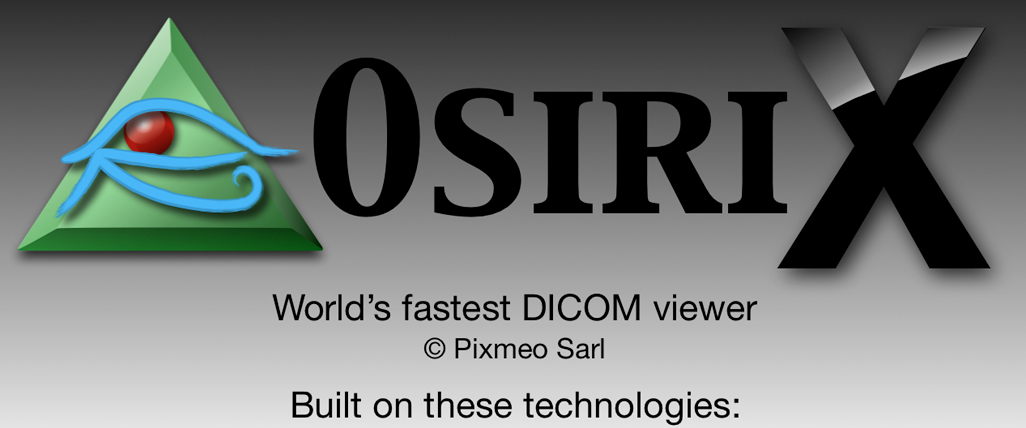 OSIRIX
World's fastest DICOM viewer
© Pixmeo Sarl
Built on these technologies: